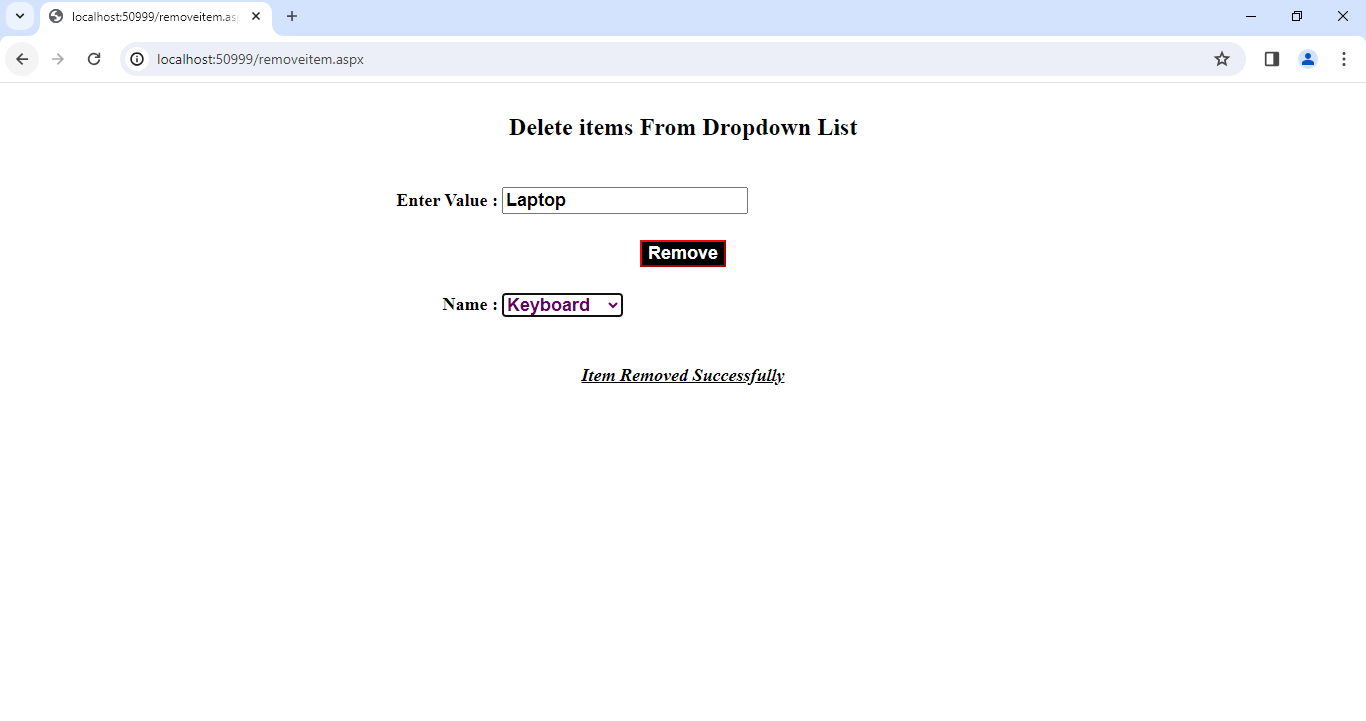 localhost:50999/removeitem.as
localhost:50999/removeitem.aspx
Delete items From Dropdown List
Enter Value : Laptop
Remove
Name : Keyboard
Item Removed Successfully